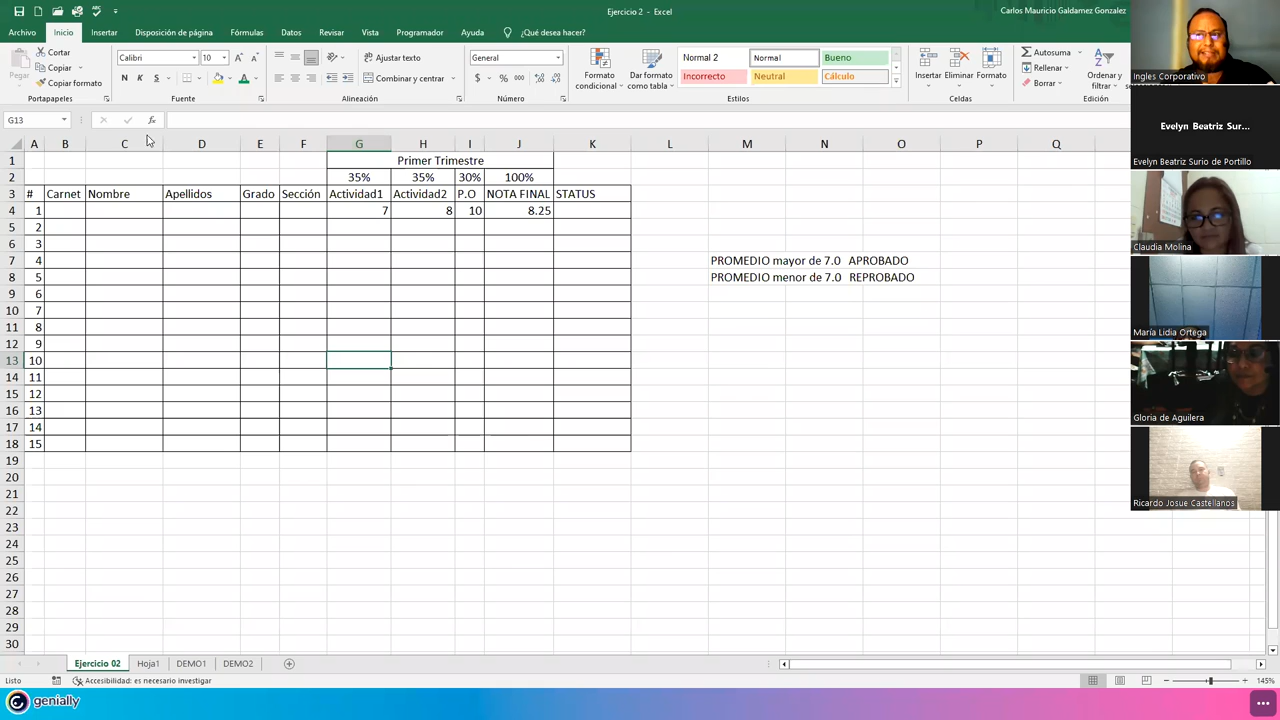 Ejercicio 2 - Excel
Carlos Mauricio Galdamez Gonzalez
Archivo Inicio Insertar Disposición de página Fórmulas Datos Revisar Vista Programador Ayuda ¿Qué desea hacer?
Pegar
Cortar
Copiar
Copiar formato
Portapapeles
Calibri 10
N K S
Fuente
Ajustar texto
Combinar y centrar
Alineación
General
$ % 000
Número
Formato condicional
Dar formato como tabla
Normal 2 Normal Bueno
Incorrecto Neutral Cálculo
Estilos
Insertar Eliminar Formato
Celdas
Autosuma
Rellenar
Borrar
Ordenar y filtrar
Edición
G13
fx
A B C D E F G H I J K L M N O P Q
1 Primer Trimestre
2 35% 35% 30% 100%
3 # Carnet Nombre Apellidos Grado Sección Actividad1 Actividad2 P.O NOTA FINAL STATUS
4 1 7 8 10 8.25
5 2
6 3
7 4 PROMEDIO mayor de 7.0 APROBADO
8 5 PROMEDIO menor de 7.0 REPROBADO
9 6
10 7
11 8
12 9
13 10
14 11
15 12
16 13
17 14
18 15
19
20
21
22
23
24
25
26
27
28
29
30
Ejercicio 02 Hoja1 DEMO1 DEMO2
Listo Accesibilidad: es necesario investigar 145%
genially
Ingles Corporativo
Evelyn Beatriz Sur...
Evelyn Beatriz Surio de Portillo
Claudia Molina
María Lidia Ortega
Gloria de Aguilera
Ricardo Josue Castellanos